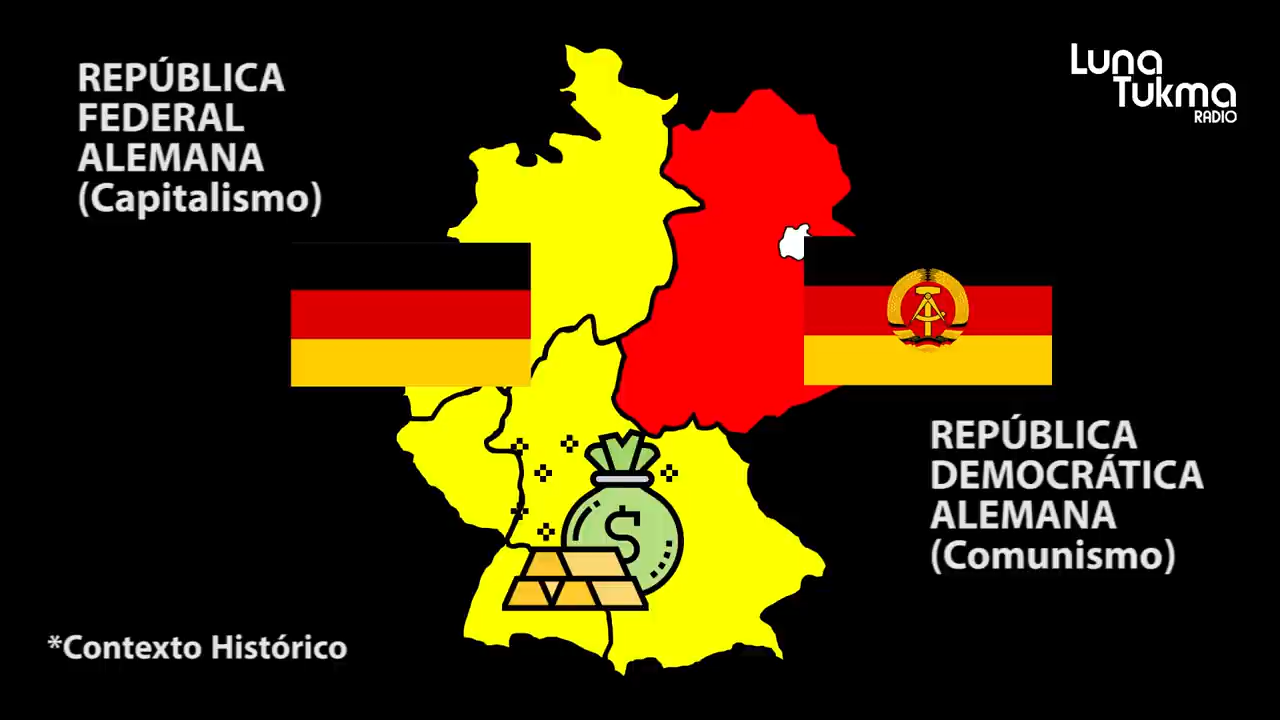 REPÚBLICA
FEDERAL
ALEMANA
(Capitalismo)
Luna
Tukma
RADIO
$
REPÚBLICA
DEMOCRÁTICA
ALEMANA
(Comunismo)
*Contexto Histórico